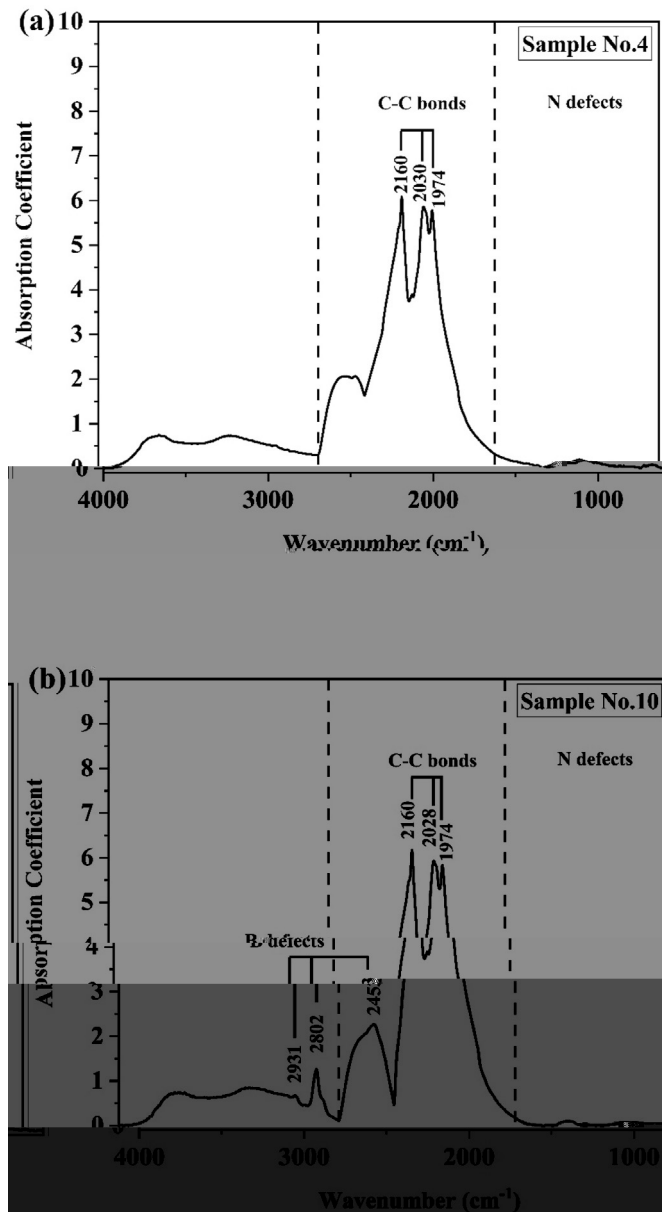 (a) 10
Sample No.4
9
8
C-C bonds
N defects
7
2160
2030
1974
6
5
4
3
2
1
0
Absorption Coefficient
4000 3000 2000 1000
Wavenumber (cm-1)
(b) 10
Sample No.10
9
8
C-C bonds
N defects
7
2160
2028
1974
6
5
4
defects
3
2931
2802
2
1
0
Coefficient
4000 3000 2000 1000
Wavenumber (cm-1)